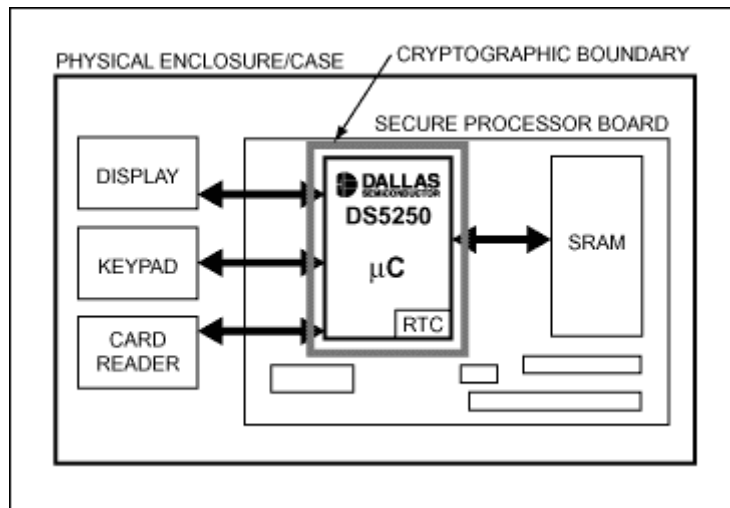 PHYSICAL ENCLOSURE/CASE
CRYPTOGRAPHIC BOUNDARY
SECURE PROCESSOR BOARD
DISPLAY
KEYPAD
CARD
READER
DALLAS
SEMICONDUCTOR
DS5250
μC
RTC
SRAM